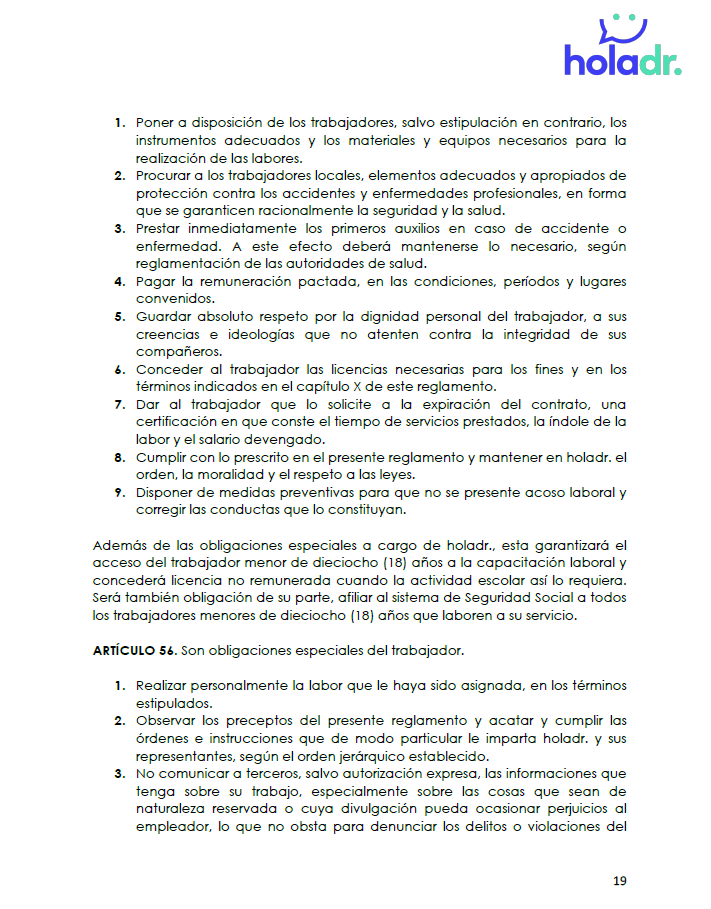 holadr.
1. Poner a disposición de los trabajadores, salvo estipulación en contrario, los
instrumentos adecuados y los materiales y equipos necesarios para la
realización de las labores.
2. Procurar a los trabajadores locales, elementos adecuados y apropiados de
protección contra los accidentes y enfermedades profesionales, en forma
que se garanticen racionalmente la seguridad y la salud.
3. Prestar inmediatamente los primeros auxilios en caso de accidente o
enfermedad. A este efecto deberá mantenerse lo necesario, según
reglamentación de las autoridades de salud.
4. Pagar la remuneración pactada, en las condiciones, períodos y lugares
convenidos.
5. Guardar absoluto respeto por la dignidad personal del trabajador, a sus
creencias e ideologías que no atenten contra la integridad de sus
compañeros.
6. Conceder al trabajador las licencias necesarias para los fines y en los
términos indicados en el capítulo X de este reglamento.
7. Dar al trabajador que lo solicite a la expiración del contrato, una
certificación en que conste el tiempo de servicios prestados, la índole de la
labor y el salario devengado.
8. Cumplir con lo prescrito en el presente reglamento y mantener en holadr. el
orden, la moralidad y el respeto a las leyes.
9. Disponer de medidas preventivas para que no se presente acoso laboral y
corregir las conductas que lo constituyan.
Además de las obligaciones especiales a cargo de holadr., esta garantizará el
acceso del trabajador menor de dieciocho (18) años a la capacitación laboral y
concederá licencia no remunerada cuando la actividad escolar así lo requiera.
Será también obligación de su parte, afiliar al sistema de Seguridad Social a todos
los trabajadores menores de dieciocho (18) años que laboren a su servicio.
ARTÍCULO 56. Son obligaciones especiales del trabajador.
1. Realizar personalmente la labor que le haya sido asignada, en los términos
estipulados.
2. Observar los preceptos del presente reglamento y acatar y cumplir las
órdenes e instrucciones que de modo particular le imparta holadr. y sus
representantes, según el orden jerárquico establecido.
3. No comunicar a terceros, salvo autorización expresa, las informaciones que
tenga sobre su trabajo, especialmente sobre las cosas que sean de
naturaleza reservada o cuya divulgación pueda ocasionar perjuicios al
empleador, lo que no obsta para denunciar los delitos o violaciones del
19